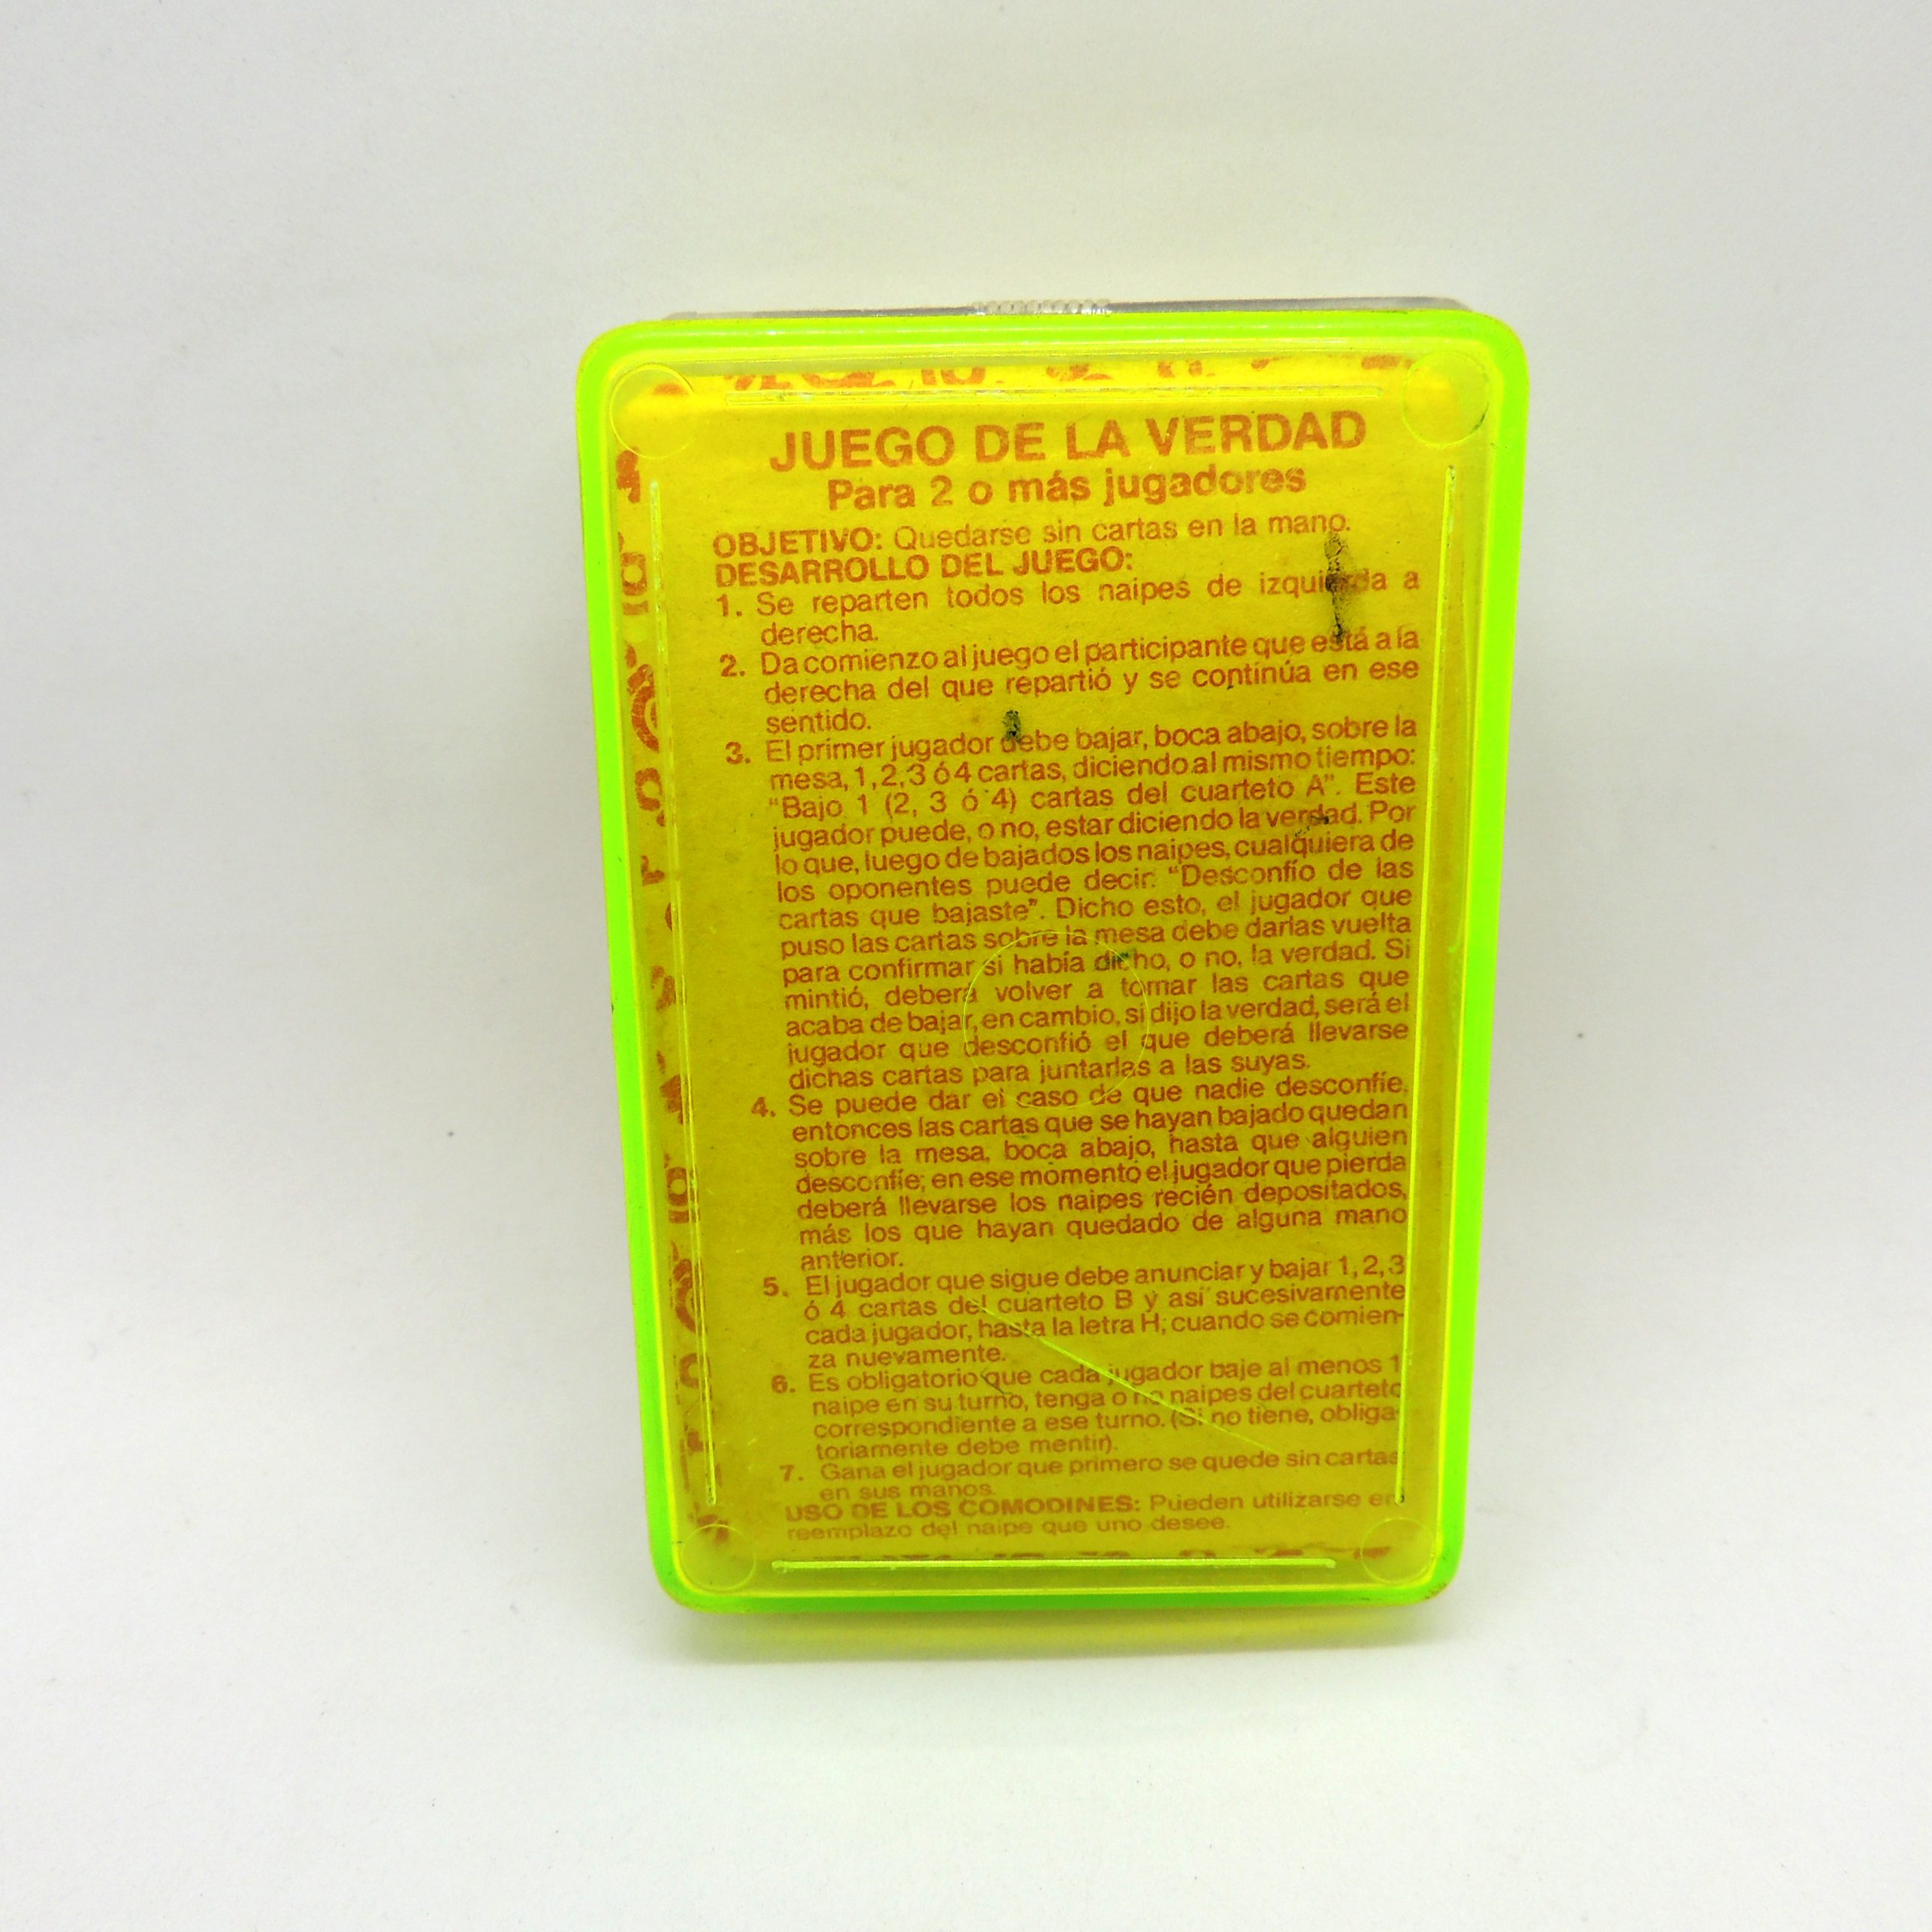 JUEGO DE LA VERDAD
Para 2 o más jugadores
OBJETIVO: Quedarse sin cartas en la mano.
DESARROLLO DEL JUEGO:
1. Se reparten todos los naipes de izquierda a
derecha.
2. Da comienzo al juego el participante que está a la
derecha del que repartió y se continúa en ese
sentido.
3. El primer jugador debe bajar, boca abajo, sobre la
mesa, 1, 2, 3 ó 4 cartas, diciendo al mismo tiempo:
"Bajo 1 (2, 3 ó 4) cartas del cuarteto A". Este
jugador puede, o no, estar diciendo la verdad. Por
lo que, luego de bajados los naipes, cualquiera de
los oponentes puede decir: "Desconfío de las
cartas que bajaste". Dicho esto, el jugador que
puso las cartas sobre la mesa debe darlas vuelta
para confirmar si había dicho, o no, la verdad. Si
mintió, deberá volver a tomar las cartas que
acaba de bajar, en cambio, si dijo la verdad, será el
jugador que desconfió el que deberá llevarse
dichas cartas para juntarlas a las suyas.
4. Se puede dar el caso de que nadie desconfíe,
entonces las cartas que se hayan bajado quedan
sobre la mesa, boca abajo, hasta que alguien
desconfíe; en ese momento el jugador que pierda
deberá llevarse los naipes recién depositados,
más los que hayan quedado de alguna mano
anterior.
5. El jugador que sigue debe anunciar y bajar 1, 2, 3
ó 4 cartas del cuarteto B y así sucesivamente
cada jugador, hasta la letra H; cuando se comien-
za nuevamente.
6. Es obligatorio que cada jugador baje al menos 1
naipe en su turno, tenga o no naipes del cuarteto
correspondiente a ese turno. (Si no tiene, obliga-
toriamente debe mentir).
7. Gana el jugador que primero se quede sin cartas
en sus manos.
USO DE LOS COMODINES: Pueden utilizarse en
reemplazo del naipe que uno desee.